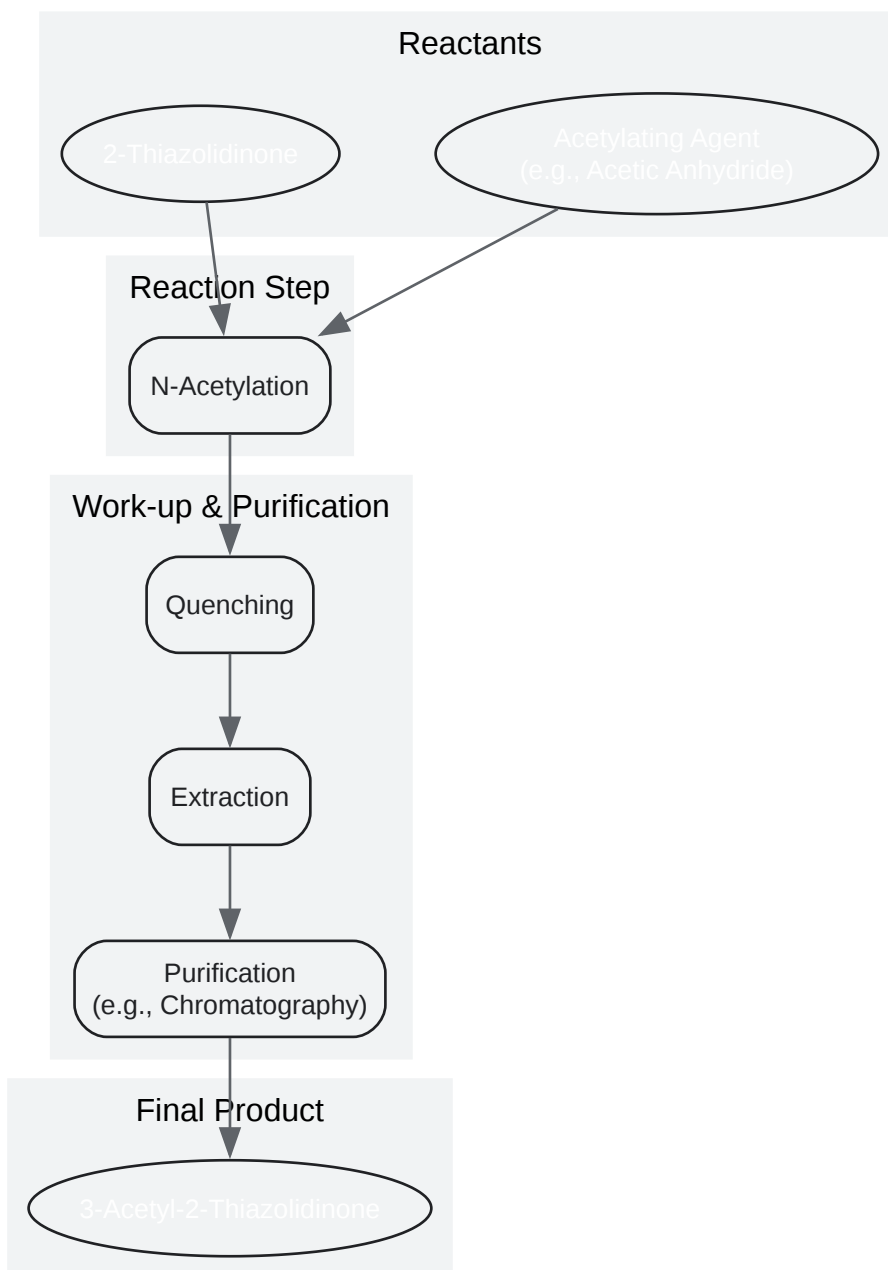 Reactants
2-Thiazolidinone
Acetylating Agent
(e.g., Acetic Anhydride)
Reaction Step
N-Acetylation
Work-up & Purification
Quenching
Extraction
Purification
(e.g., Chromatography)
Final Product
3-Acetyl-2-Thiazolidinone